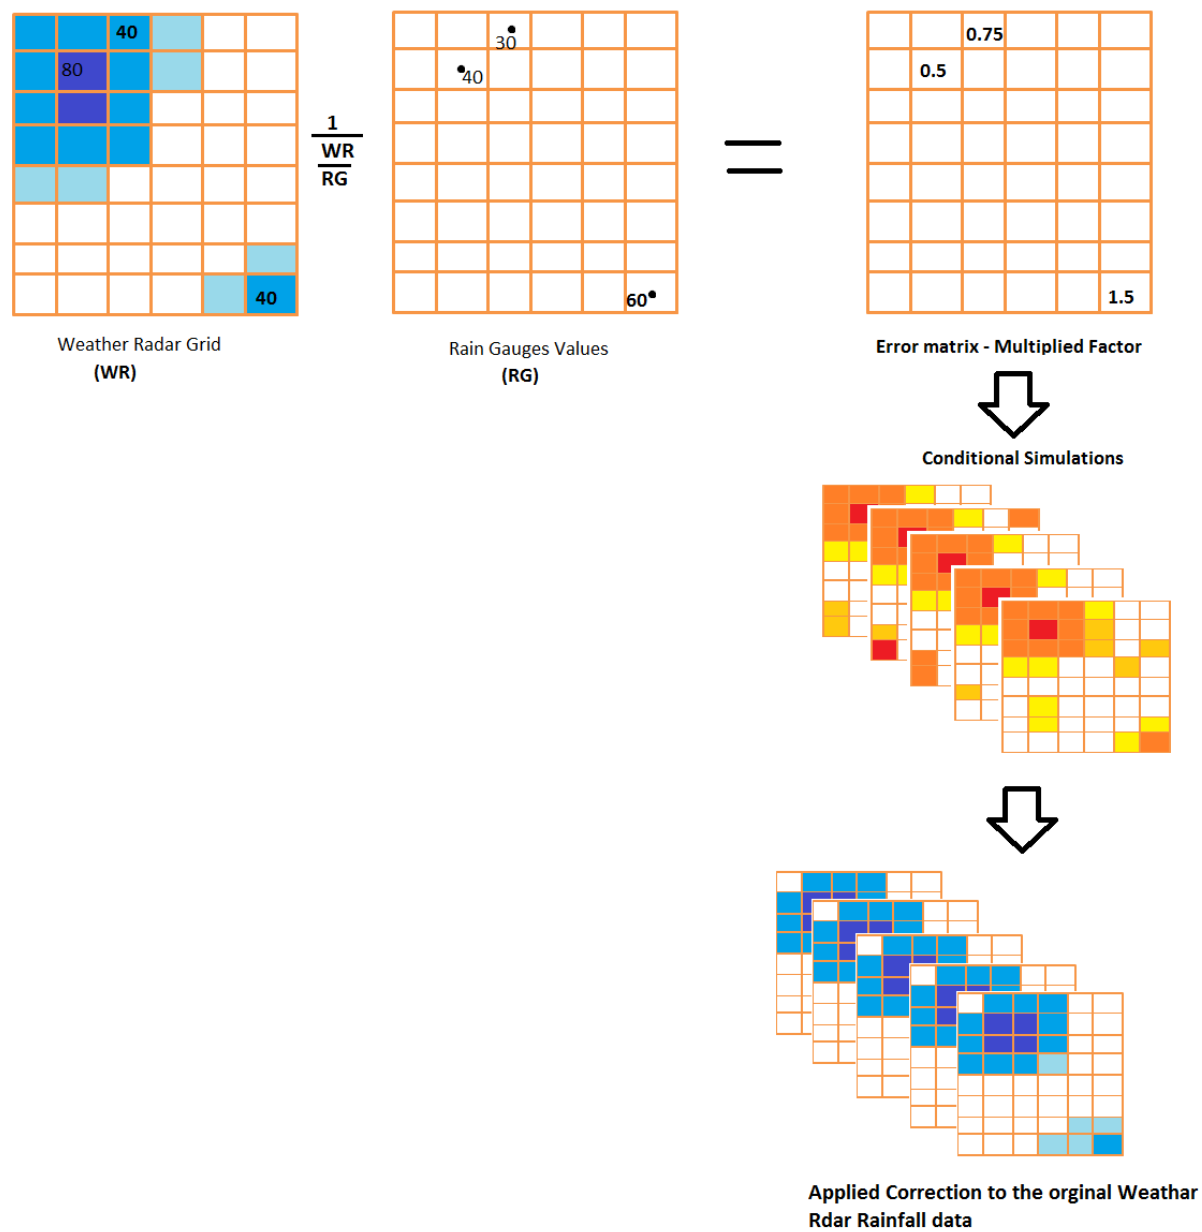 40
80
40
1
WR
RG
30
40
60
0.75
0.5
1.5
Weather Radar Grid
(WR)
Rain Gauges Values
(RG)
Error matrix - Multiplied Factor
Conditional Simulations
Applied Correction to the orginal Weathar
Rdar Rainfall data